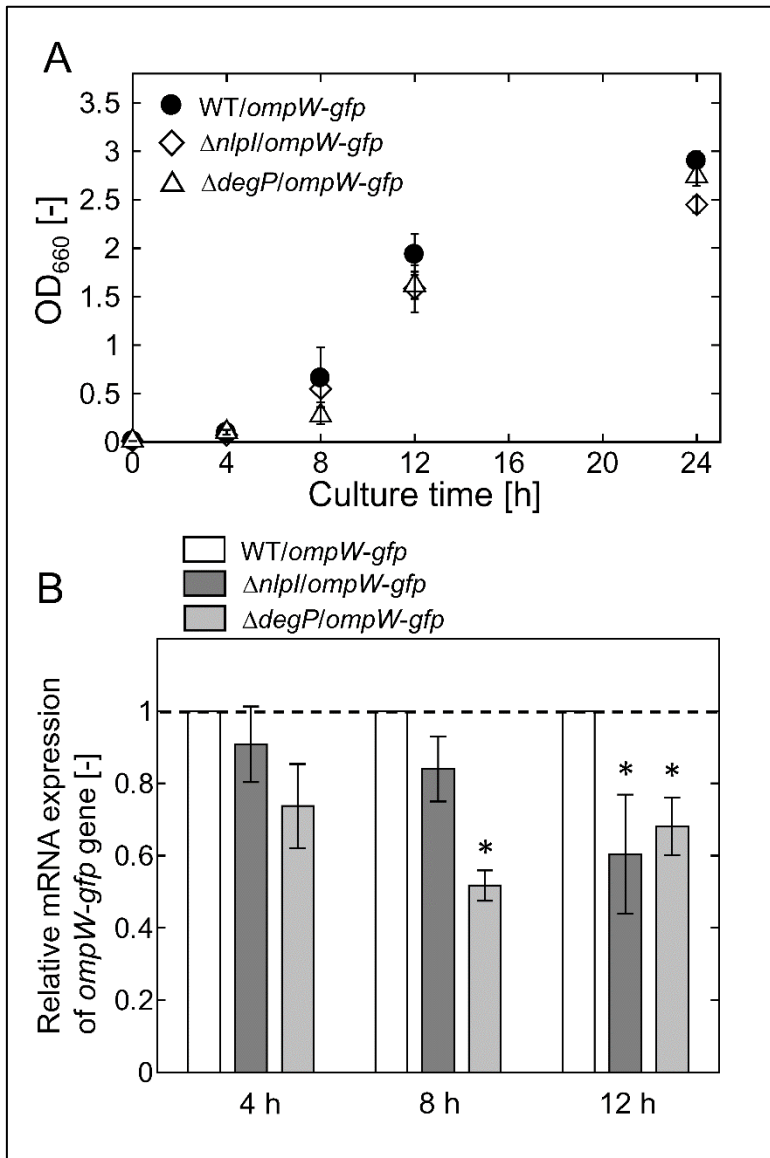 A
3.5
3
2.5
2
1.5
1
0.5
0
OD660 [-]
WT/ompW-gfp
ΔnlpI/ompW-gfp
ΔdegP/ompW-gfp
0 4 8 12 16 20 24
Culture time [h]
B
WT/ompW-gfp
ΔnlpI/ompW-gfp
ΔdegP/ompW-gfp
Relative mRNA expression
of ompW-gfp gene [-]
1
0.8
0.6
0.4
0.2
0
*
* *
4 h 8 h 12 h